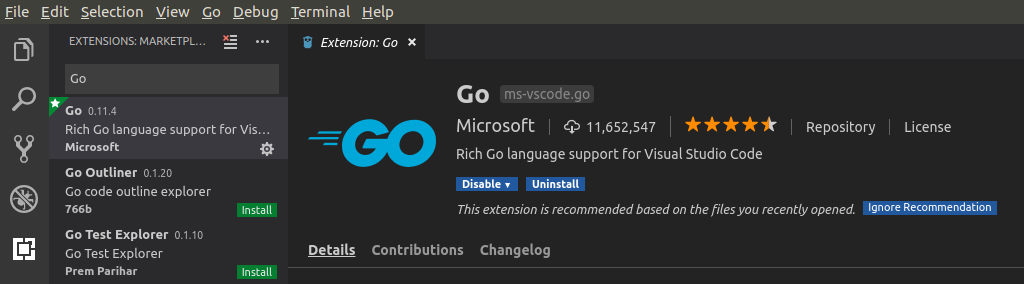 File Edit Selection View Go Debug Terminal Help
EXTENSIONS: MARKETPL...
Go
Go 0.11.4
Rich Go language support for Vis...
Microsoft
Go Outliner 0.1.20
Go code outline explorer
766b Install
Go Test Explorer 0.1.10
Go Test Explorer
Prem Parihar Install
Extension: Go
GO
Go ms-vscode.go
Microsoft 11,652,547 Repository License
Rich Go language support for Visual Studio Code
Disable Uninstall
This extension is recommended based on the files you recently opened. Ignore Recommendation
Details Contributions Changelog